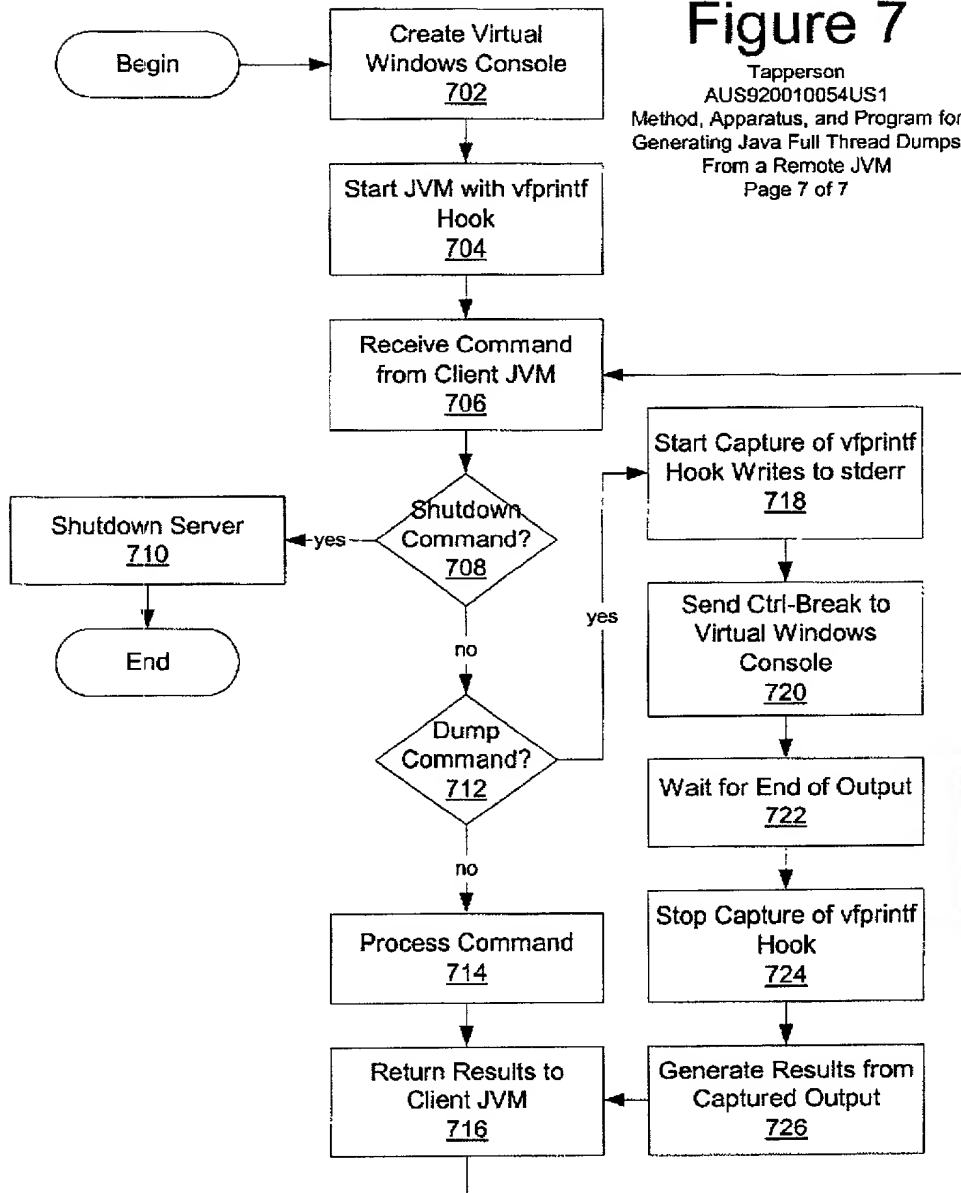 Figure 7
Tapperson
AUS920010054US1
Method, Apparatus, and Program for
Generating Java Full Thread Dumps
From a Remote JVM
Page 7 of 7
Begin
Create Virtual
Windows Console
702
Start JVM with vfprintf
Hook
704
Receive Command
from Client JVM
706
Shutdown
Command?
708
yes
Shutdown Server
710
End
no
Dump
Command?
712
yes
no
Process Command
714
Return Results to
Client JVM
716
Start Capture of vfprintf
Hook Writes to stderr
718
Send Ctrl-Break to
Virtual Windows
Console
720
Wait for End of Output
722
Stop Capture of vfprintf
Hook
724
Generate Results from
Captured Output
726